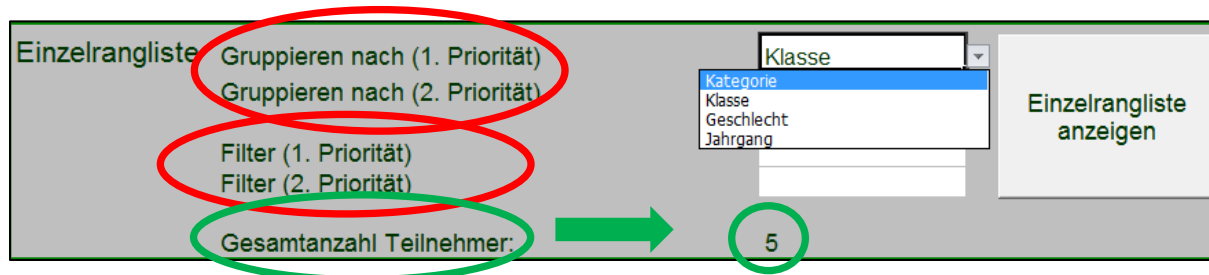 Einzelrangliste
Gruppieren nach (1. Priorität)
Klasse
Gruppieren nach (2. Priorität)
Kategorie
Klasse
Geschlecht
Jahrgang
Einzelrangliste
anzeigen
Filter (1. Priorität)
Filter (2. Priorität)
Gesamtanzahl Teilnehmer:
5